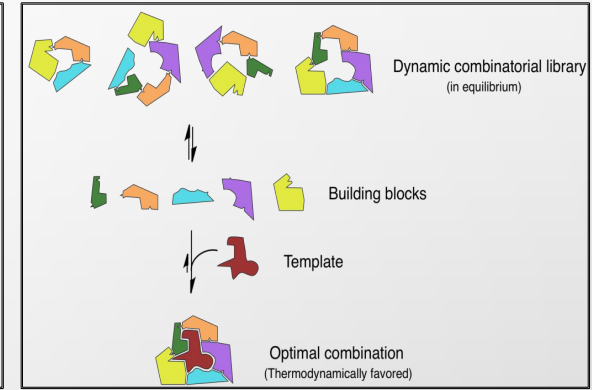 Dynamic combinatorial library
(in equilibrium)
Building blocks
Template
Optimal combination
(Thermodynamically favored)